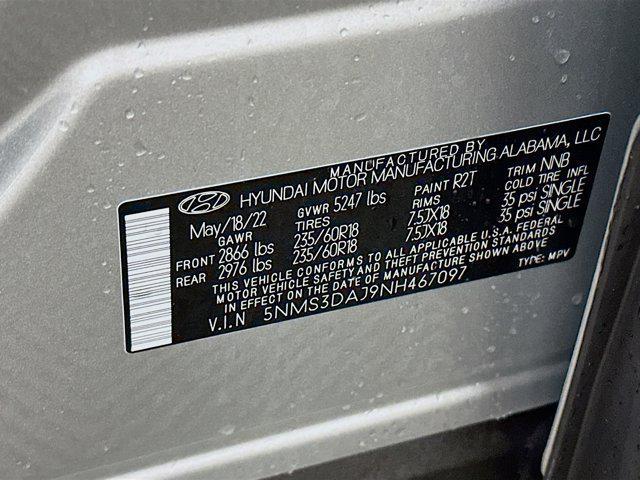 MANUFACTURED BY
HYUNDAI MOTOR MANUFACTURING ALABAMA, LLC
May/18/22 GVWR 5247 lbs PAINT R2T TRIM NNB
GAWR TIRES RIMS COLD TIRE INFL
FRONT 2866 lbs 235/60R18 7.5JX18 35 psi SINGLE
REAR 2976 lbs 235/60R18 7.5JX18 35 psi SINGLE
THIS VEHICLE CONFORMS TO ALL APPLICABLE U.S.A. FEDERAL
MOTOR VEHICLE SAFETY AND THEFT PREVENTION STANDARDS
IN EFFECT ON THE DATE OF MANUFACTURE SHOWN ABOVE
V.I.N 5NMS3DAJ9NH467097 TYPE: MPV